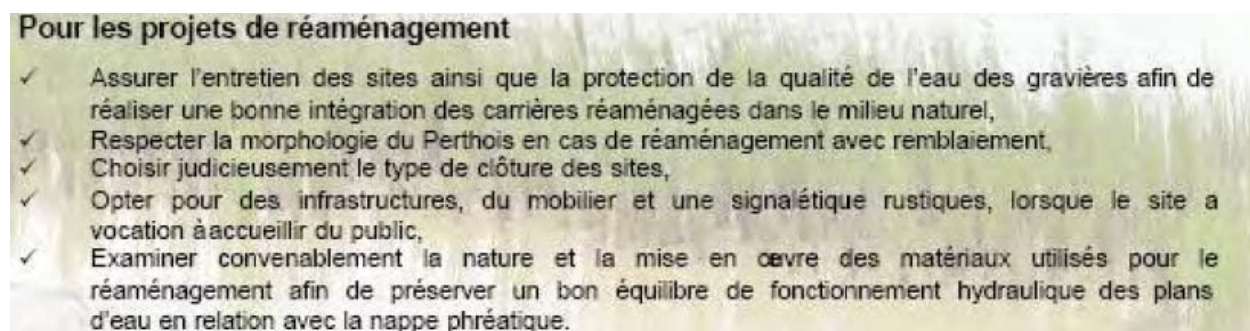 Pour les projets de réaménagement
✓ Assurer l'entretien des sites ainsi que la protection de la qualité de l'eau des gravières afin de
réaliser une bonne intégration des carrières réaménagées dans le milieu naturel,
✓ Respecter la morphologie du Perthois en cas de réaménagement avec remblaiement,
✓ Choisir judicieusement le type de clôture des sites,
✓ Opter pour des infrastructures, du mobilier et une signalétique rustiques, lorsque le site a
vocation à accueillir du public,
✓ Examiner convenablement la nature et la mise en œvre des matériaux utilisés pour le
réaménagement afin de préserver un bon équilibre de fonctionnement hydraulique des plans
d'eau en relation avec la nappe phréatique.